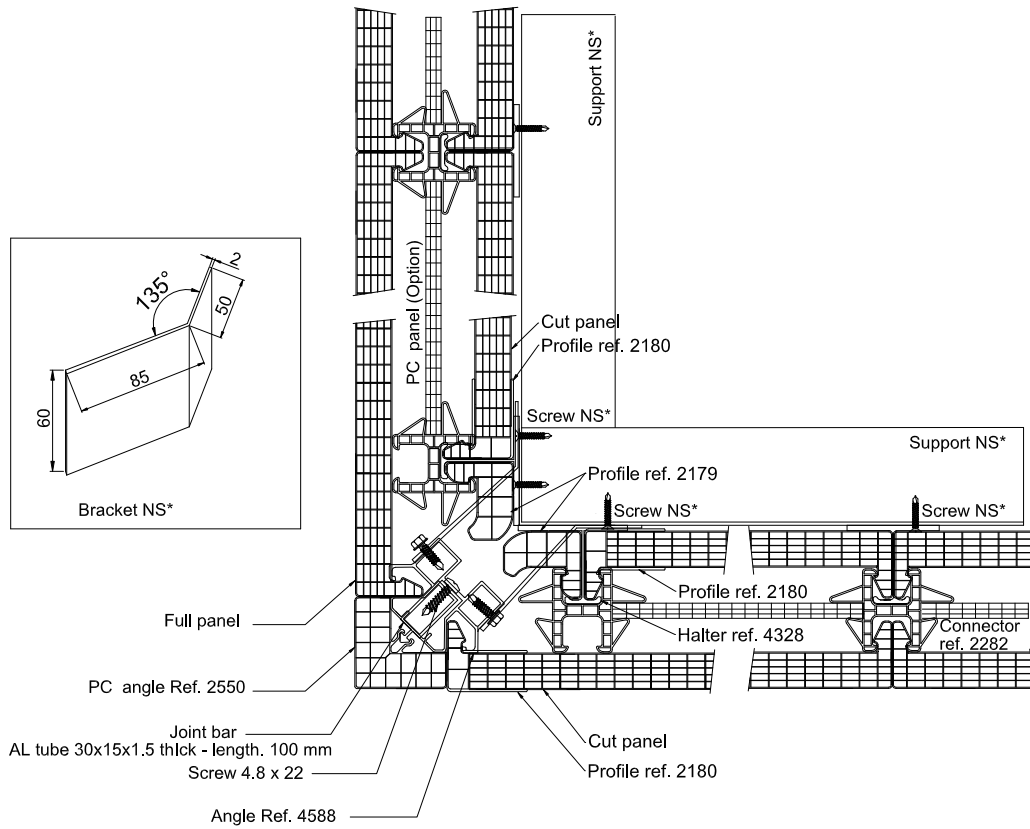 Support NS*
PC panel (Option)
135°
2
50
85
60
Bracket NS*
Cut panel
Profile ref. 2180
Screw NS*
Support NS*
Profile ref. 2179
Screw NS*
Screw NS*
Profile ref. 2180
Full panel
Halter ref. 4328
Connector
ref. 2282
PC angle Ref. 2550
Joint bar
AL tube 30x15x1.5 thick - length. 100 mm
Cut panel
Screw 4.8 x 22
Profile ref. 2180
Angle Ref. 4588